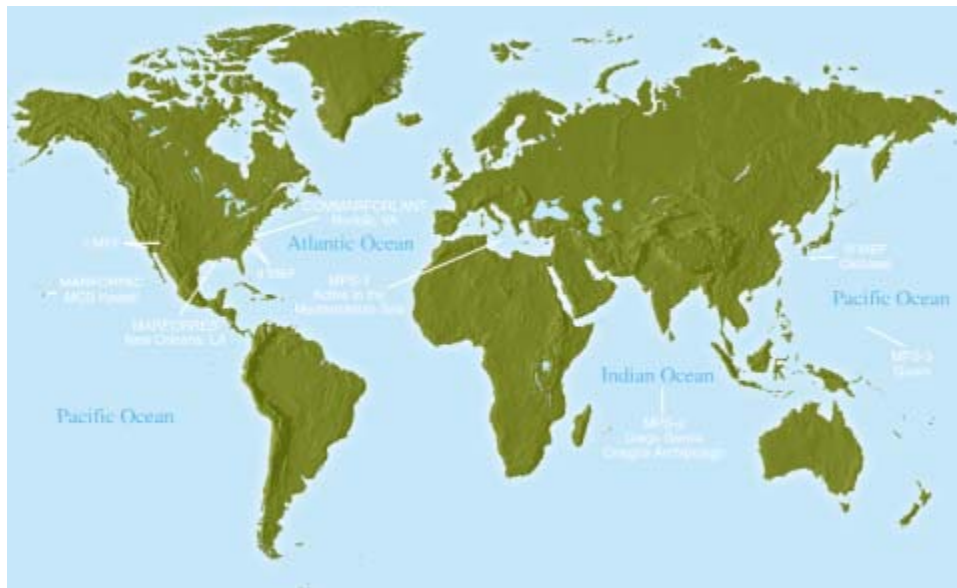 COMMARFORLANT
Norfolk, VA
Atlantic Ocean
I MEF
II MEF
III MEF
Okinawa
MARFORPAC
MCB Hawaii
MPS-1
Active in the
Mediterranean Sea
Pacific Ocean
MARFORRES
New Orleans, LA
MPS-3
Guam
Indian Ocean
Pacific Ocean
MPS-2
Diego Garcia
Chagos Archipelago